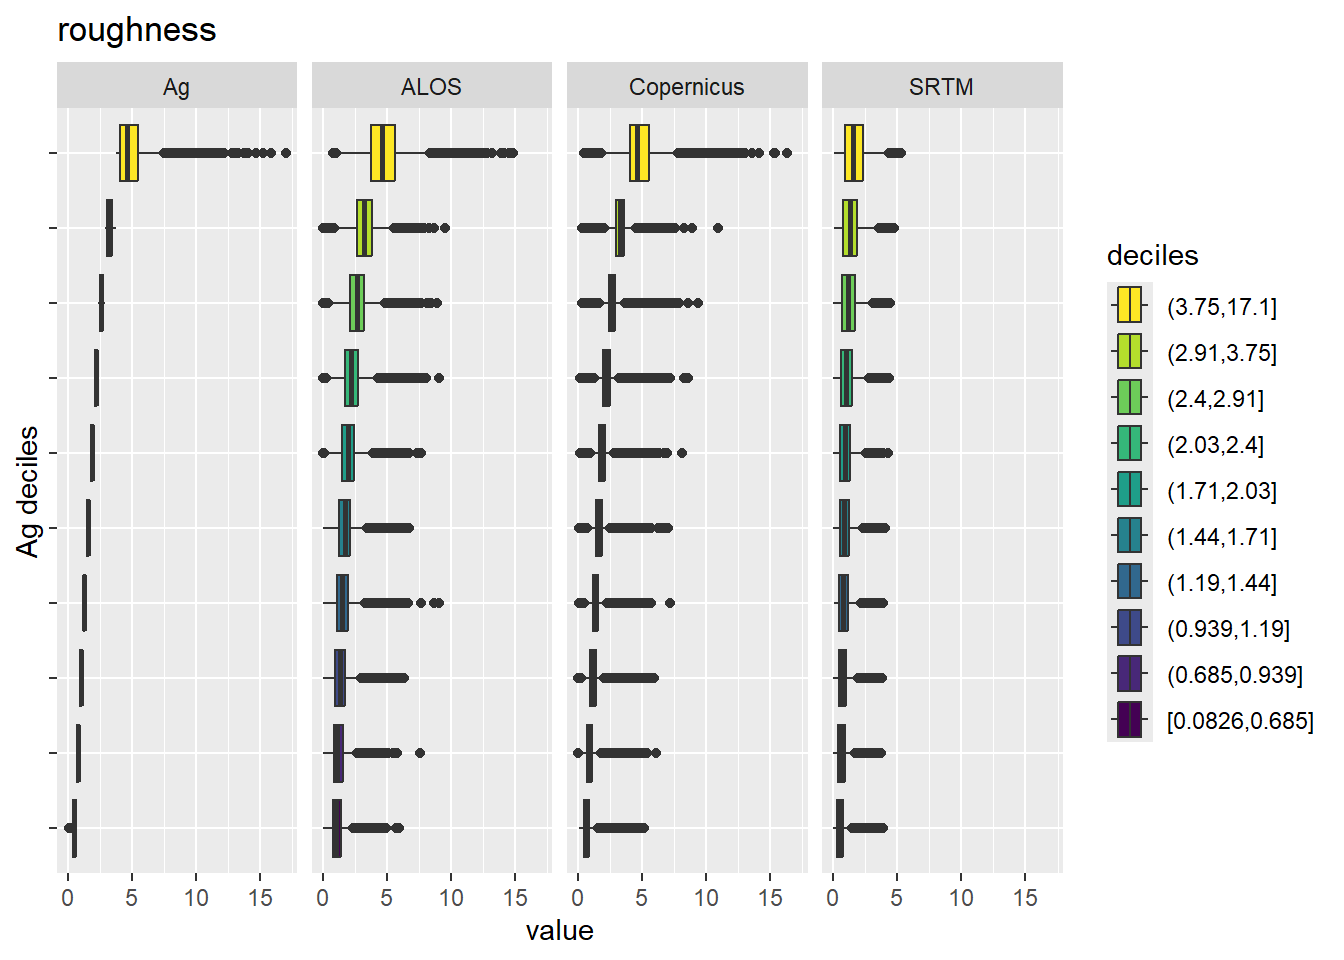 roughness
Ag
ALOS
Copernicus
SRTM
Ag deciles
0 5 10 15
0 5 10 15
0 5 10 15
0 5 10 15
value
deciles
(3.75,17.1]
(2.91,3.75]
(2.4,2.91]
(2.03,2.4]
(1.71,2.03]
(1.44,1.71]
(1.19,1.44]
(0.939,1.19]
(0.685,0.939]
[0.0826,0.685]